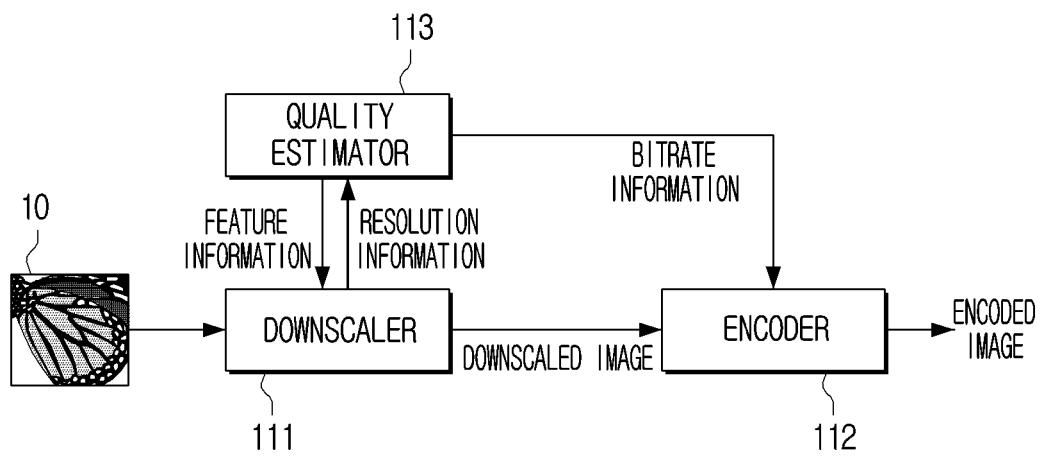 113
QUALITY
ESTIMATOR
BITRATE
INFORMATION
10
FEATURE
INFORMATION
RESOLUTION
INFORMATION
DOWNSCALER
DOWNSCALED IMAGE
ENCODER
ENCODED
IMAGE
111
112